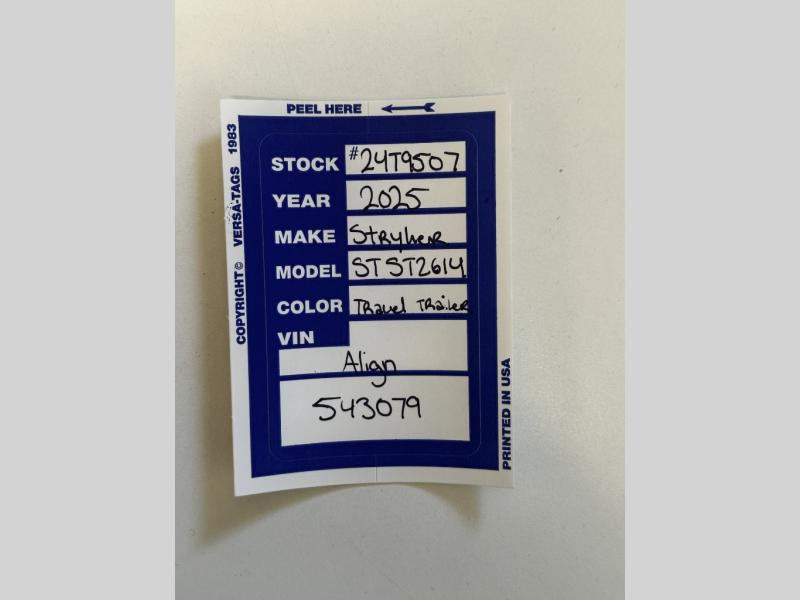 PEEL HERE
COPYRIGHT © VERSA-TAGS 1983
STOCK #24T9507
YEAR 2025
MAKE Stryker
MODEL STST2614
COLOR Travel Trailer
VIN
Align
543079
PRINTED IN USA